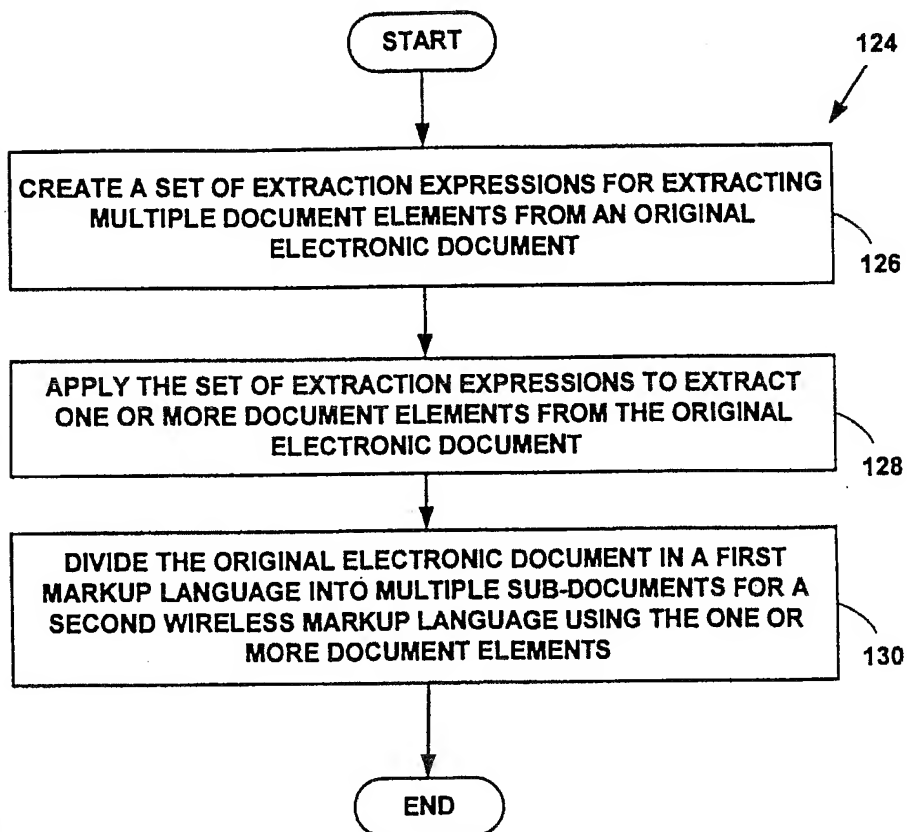 START
124
CREATE A SET OF EXTRACTION EXPRESSIONS FOR EXTRACTING
MULTIPLE DOCUMENT ELEMENTS FROM AN ORIGINAL
ELECTRONIC DOCUMENT
126
APPLY THE SET OF EXTRACTION EXPRESSIONS TO EXTRACT
ONE OR MORE DOCUMENT ELEMENTS FROM THE ORIGINAL
ELECTRONIC DOCUMENT
128
DIVIDE THE ORIGINAL ELECTRONIC DOCUMENT IN A FIRST
MARKUP LANGUAGE INTO MULTIPLE SUB-DOCUMENTS FOR A
SECOND WIRELESS MARKUP LANGUAGE USING THE ONE OR
MORE DOCUMENT ELEMENTS
130
END